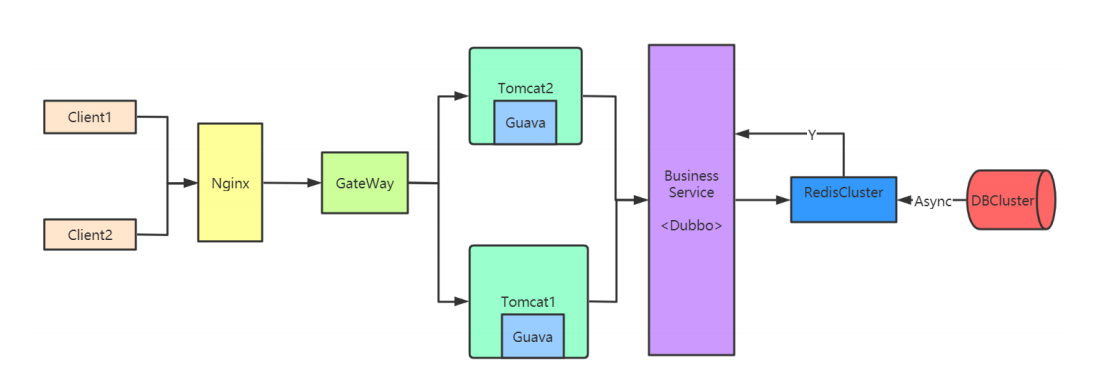 Client1
Client2
Nginx
GateWay
Tomcat2
Guava
Tomcat1
Guava
Business
Service
<Dubbo>
Y
RedisCluster
Async
DBCluster